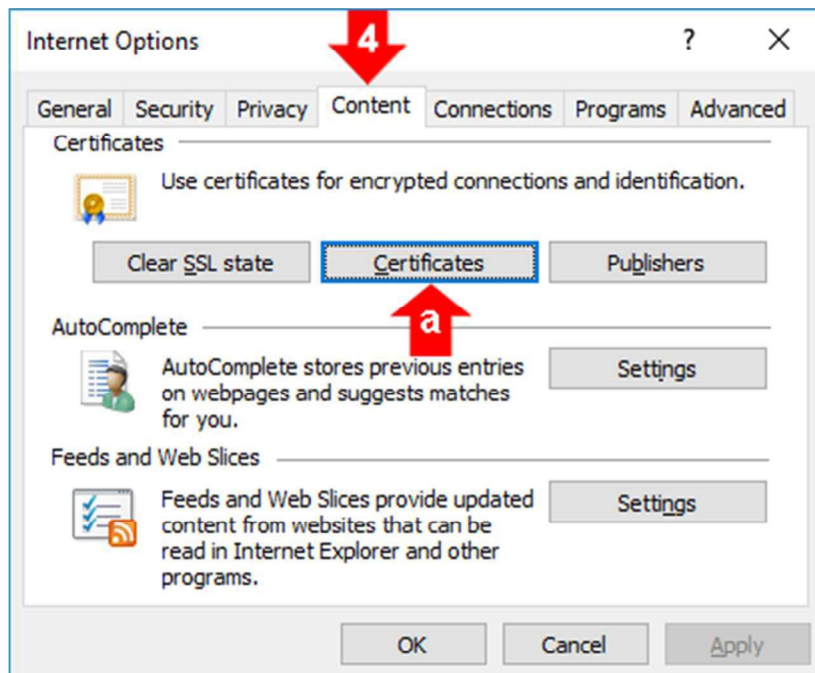 Internet Options ? X
4
General Security Privacy Content Connections Programs Advanced
Certificates
Use certificates for encrypted connections and identification.
Clear SSL state Certificates Publishers
a
AutoComplete
AutoComplete stores previous entries
on webpages and suggests matches
for you.
Settings
Feeds and Web Slices
Feeds and Web Slices provide updated
content from websites that can be
read in Internet Explorer and other
programs.
Settings
OK Cancel Apply